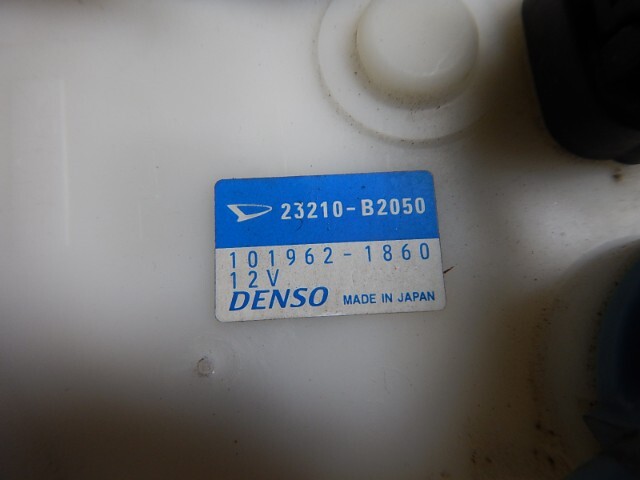 23210-B2050
101962-1860
12V
DENSO MADE IN JAPAN